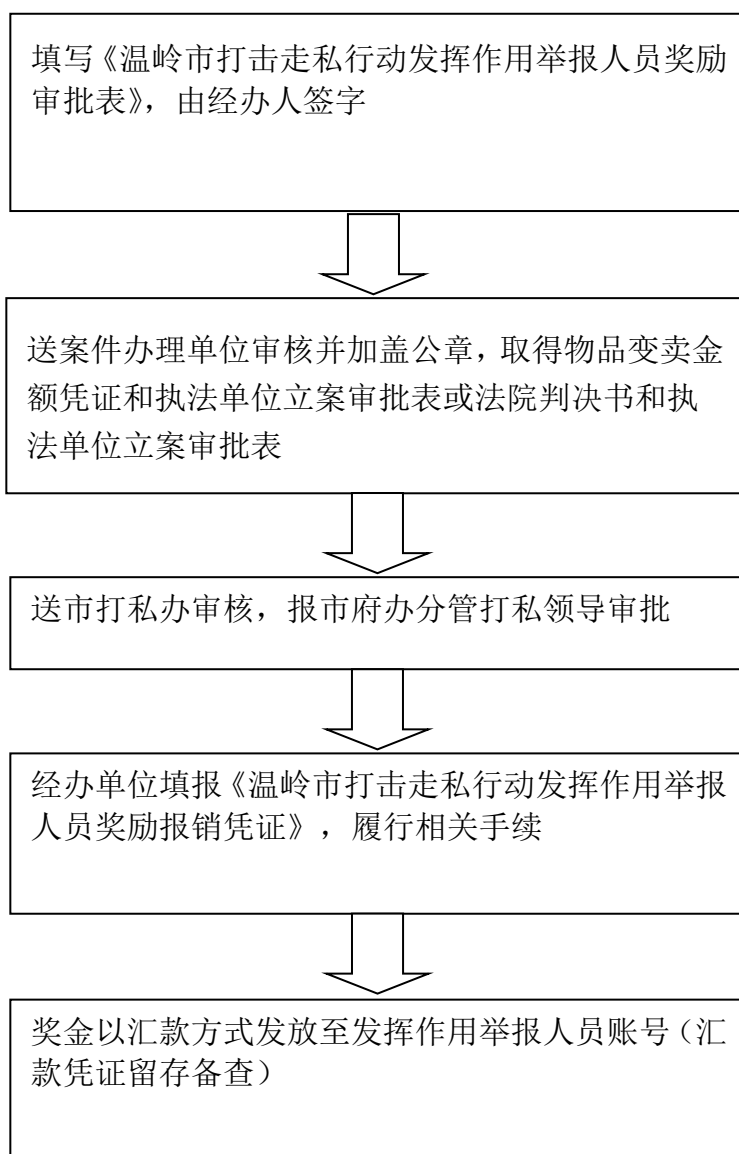 填写《温岭市打击走私行动发挥作用举报人员奖励
审批表》，由经办人签字
送案件办理单位审核并加盖公章，取得物品变卖金
额凭证和执法单位立案审批表或法院判决书和执
法单位立案审批表
送市打私办审核，报市府办分管打私领导审批
经办单位填报《温岭市打击走私行动发挥作用举报
人员奖励报销凭证》，履行相关手续
奖金以汇款方式发放至发挥作用举报人员账号（汇
款凭证留存备查）